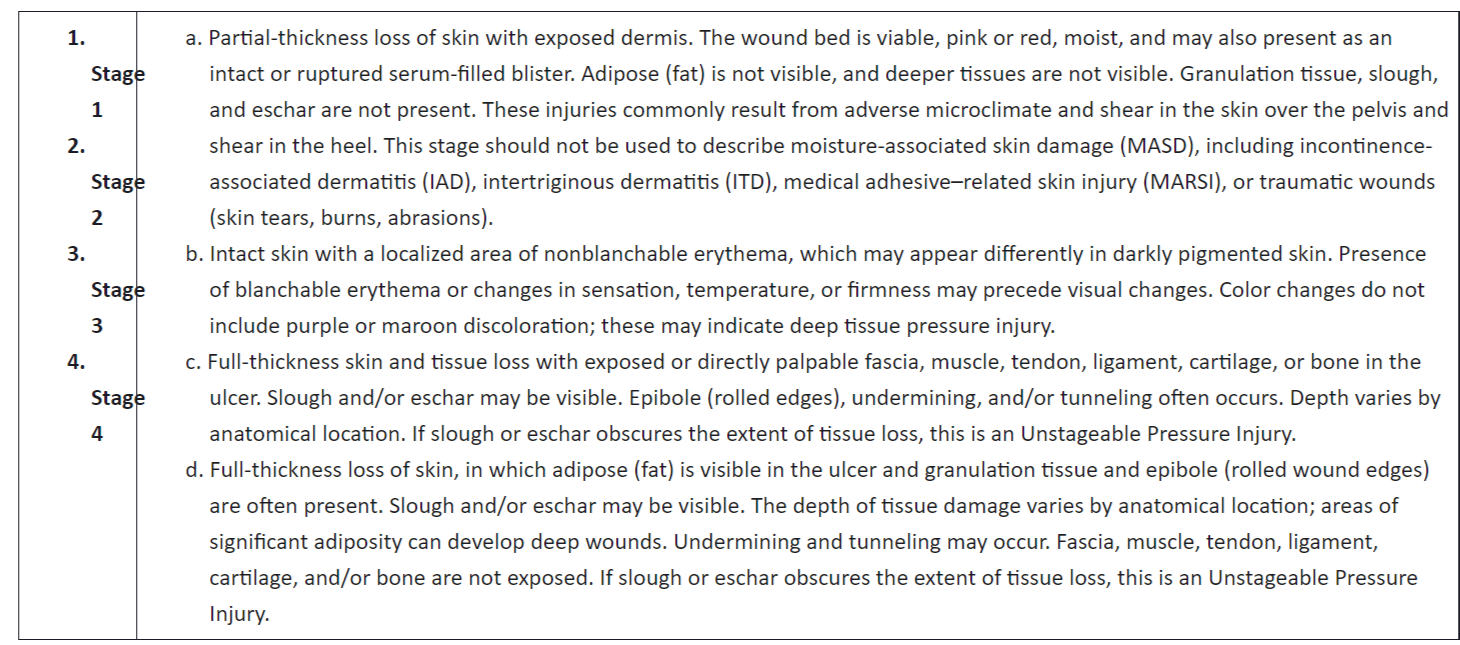 1.
Stage
1
2.
Stage
2
3.
Stage
3
4.
Stage
4
a. Partial-thickness loss of skin with exposed dermis. The wound bed is viable, pink or red, moist, and may also present as an
intact or ruptured serum-filled blister. Adipose (fat) is not visible, and deeper tissues are not visible. Granulation tissue, slough,
and eschar are not present. These injuries commonly result from adverse microclimate and shear in the skin over the pelvis and
shear in the heel. This stage should not be used to describe moisture-associated skin damage (MASD), including incontinence-
associated dermatitis (IAD), intertriginous dermatitis (ITD), medical adhesive–related skin injury (MARSI), or traumatic wounds
(skin tears, burns, abrasions).
b. Intact skin with a localized area of nonblanchable erythema, which may appear differently in darkly pigmented skin. Presence
of blanchable erythema or changes in sensation, temperature, or firmness may precede visual changes. Color changes do not
include purple or maroon discoloration; these may indicate deep tissue pressure injury.
c. Full-thickness skin and tissue loss with exposed or directly palpable fascia, muscle, tendon, ligament, cartilage, or bone in the
ulcer. Slough and/or eschar may be visible. Epibole (rolled edges), undermining, and/or tunneling often occurs. Depth varies by
anatomical location. If slough or eschar obscures the extent of tissue loss, this is an Unstageable Pressure Injury.
d. Full-thickness loss of skin, in which adipose (fat) is visible in the ulcer and granulation tissue and epibole (rolled wound edges)
are often present. Slough and/or eschar may be visible. The depth of tissue damage varies by anatomical location; areas of
significant adiposity can develop deep wounds. Undermining and tunneling may occur. Fascia, muscle, tendon, ligament,
cartilage, and/or bone are not exposed. If slough or eschar obscures the extent of tissue loss, this is an Unstageable Pressure
Injury.